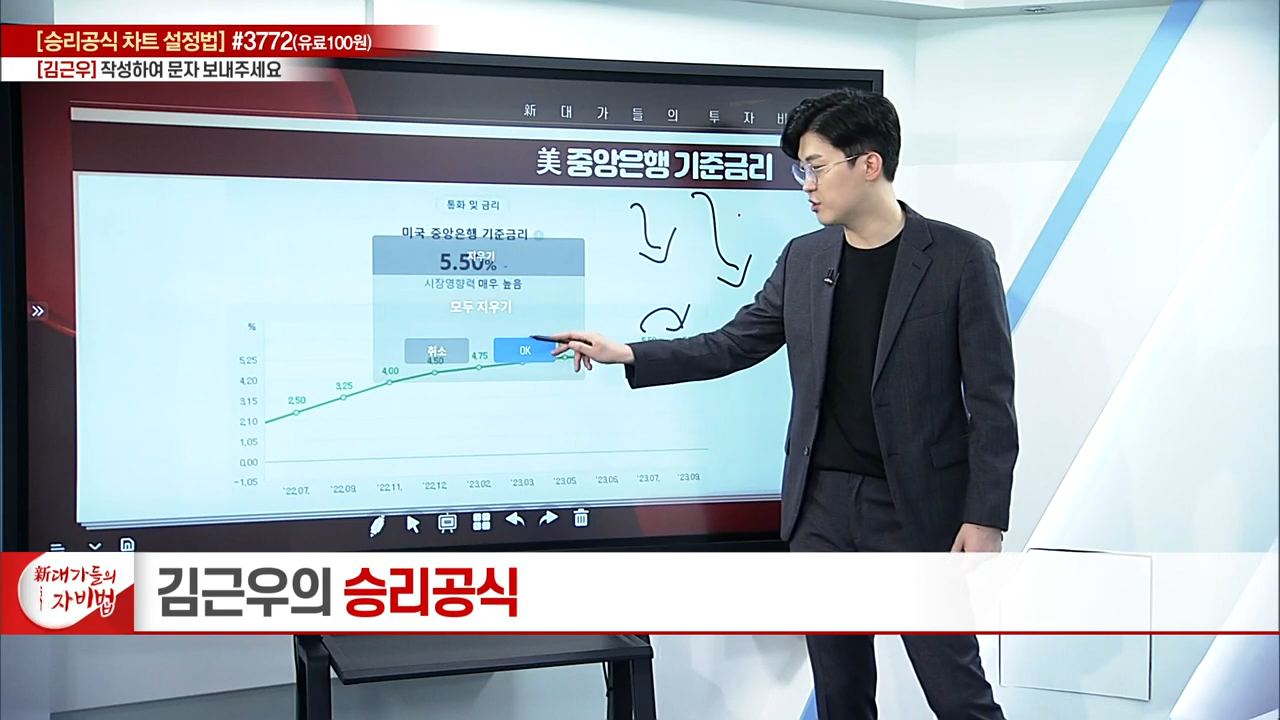 [승리공식 차트 설정법] #3772(유료100원)
[김근우] 작성하여 문자 보내주세요
新 대 가 들 의 투 자 비
美 중앙은행 기준금리
통화 및 금리
미국 중앙은행 기준금리
지우기
5.50% -
시장영향력 매우 높음
모두 지우기
취소 OK
%
5,25
4,20
3,15
2,10
1,05
0,00
-1,05
2,50 3,25 4,00 4,50 4,75
'22,07, '22,09, '22,11, '22,12, '23,02, '23,03, '23,05, '23,06, '23,07, '23,09,
新대가들의
자비법
김근우의 승리공식